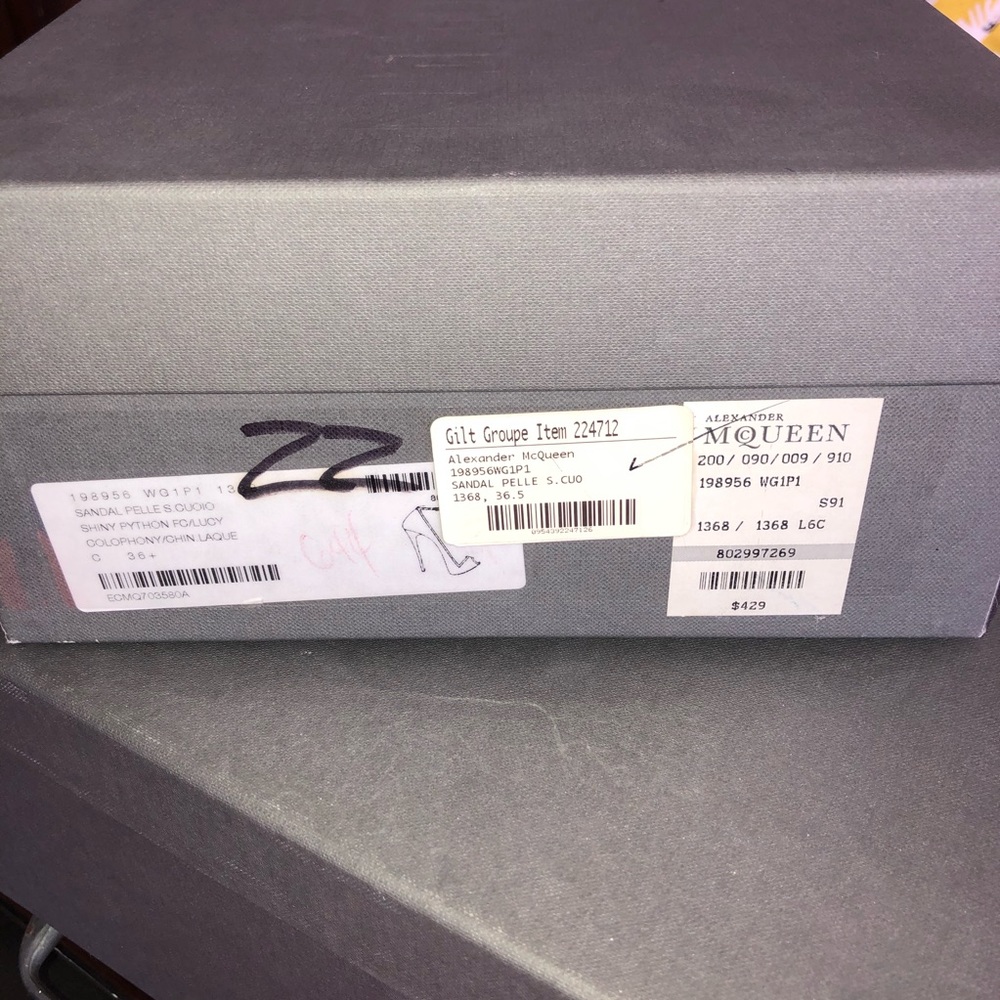 22
198956 WG1P1 13
SANDAL PELLE S.CUOIO
SHINY PYTHON FC/LUCY
COLOPHONY/CHIN.LAQUE
C 36+
ECMQ703580A
Gilt Groupe Item 224712
Alexander McQueen
198956WG1P1
SANDAL PELLE S.CUO
1368, 36.5
0954392247126
ALEXANDER
MCQUEEN
200/ 090/009 / 910
198956 WG1P1
S91
1368 / 1368 L6C
802997269
$429